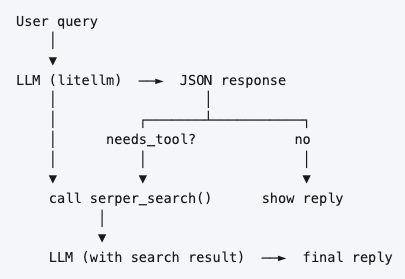 User query
LLM (litellm) ──► JSON response
needs_tool? no
call serper_search() show reply
LLM (with search result) ──► final reply